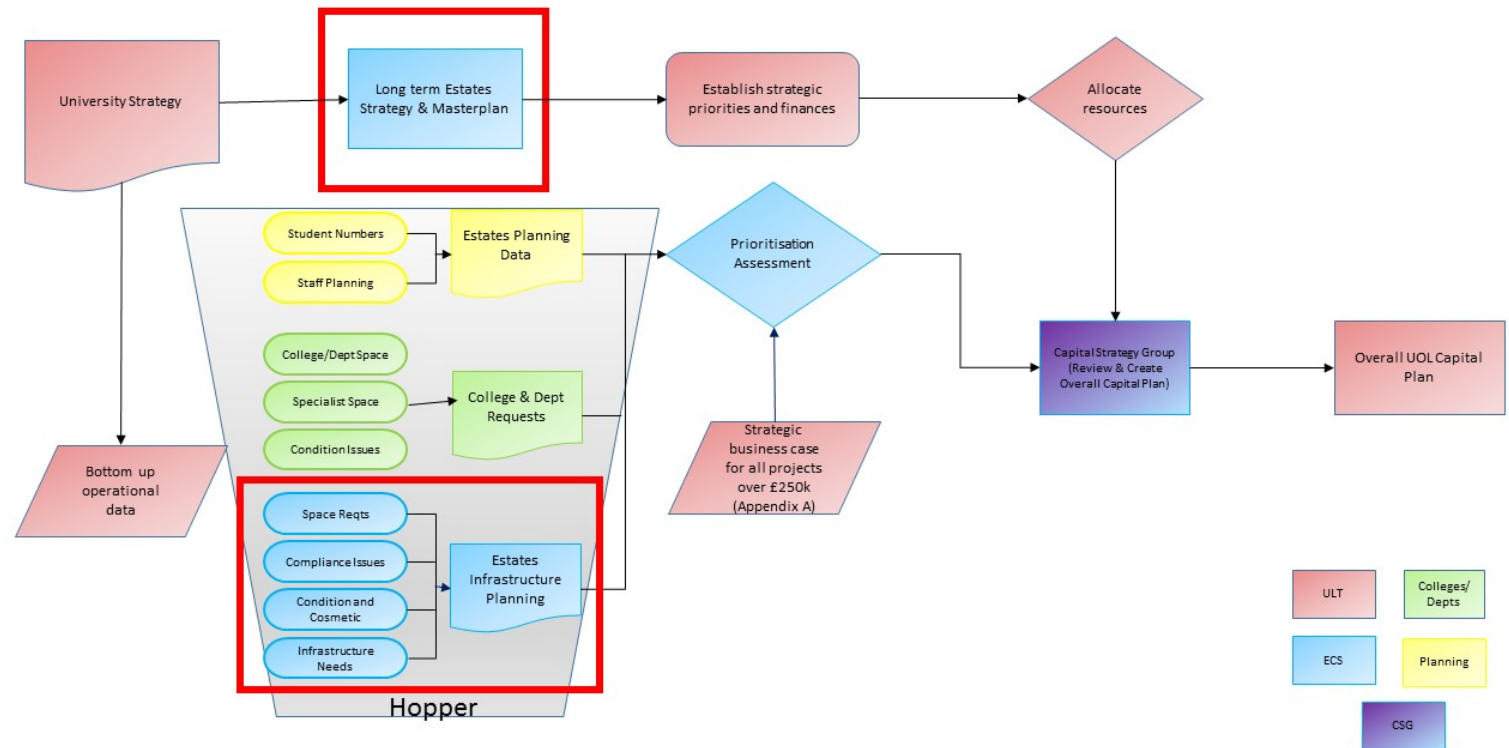 University Strategy
Long term Estates
Strategy & Masterplan
Establish strategic
priorities and finances
Allocate
resources
Student Numbers
Staff Planning
Estates Planning
Data
Prioritisation
Assessment
College/Dept Space
Specialist Space
Condition Issues
College & Dept
Requests
Capital Strategy Group
(Review & Create
Overall Capital Plan)
Overall UOL Capital
Plan
Bottom up
operational
data
Strategic
business case
for all projects
over £250k
(Appendix A)
Space Reqts
Compliance Issues
Condition and
Cosmetic
Infrastructure
Needs
Estates
Infrastructure
Planning
Hopper
ULT
Colleges/
Depts
ECS
Planning
CSG